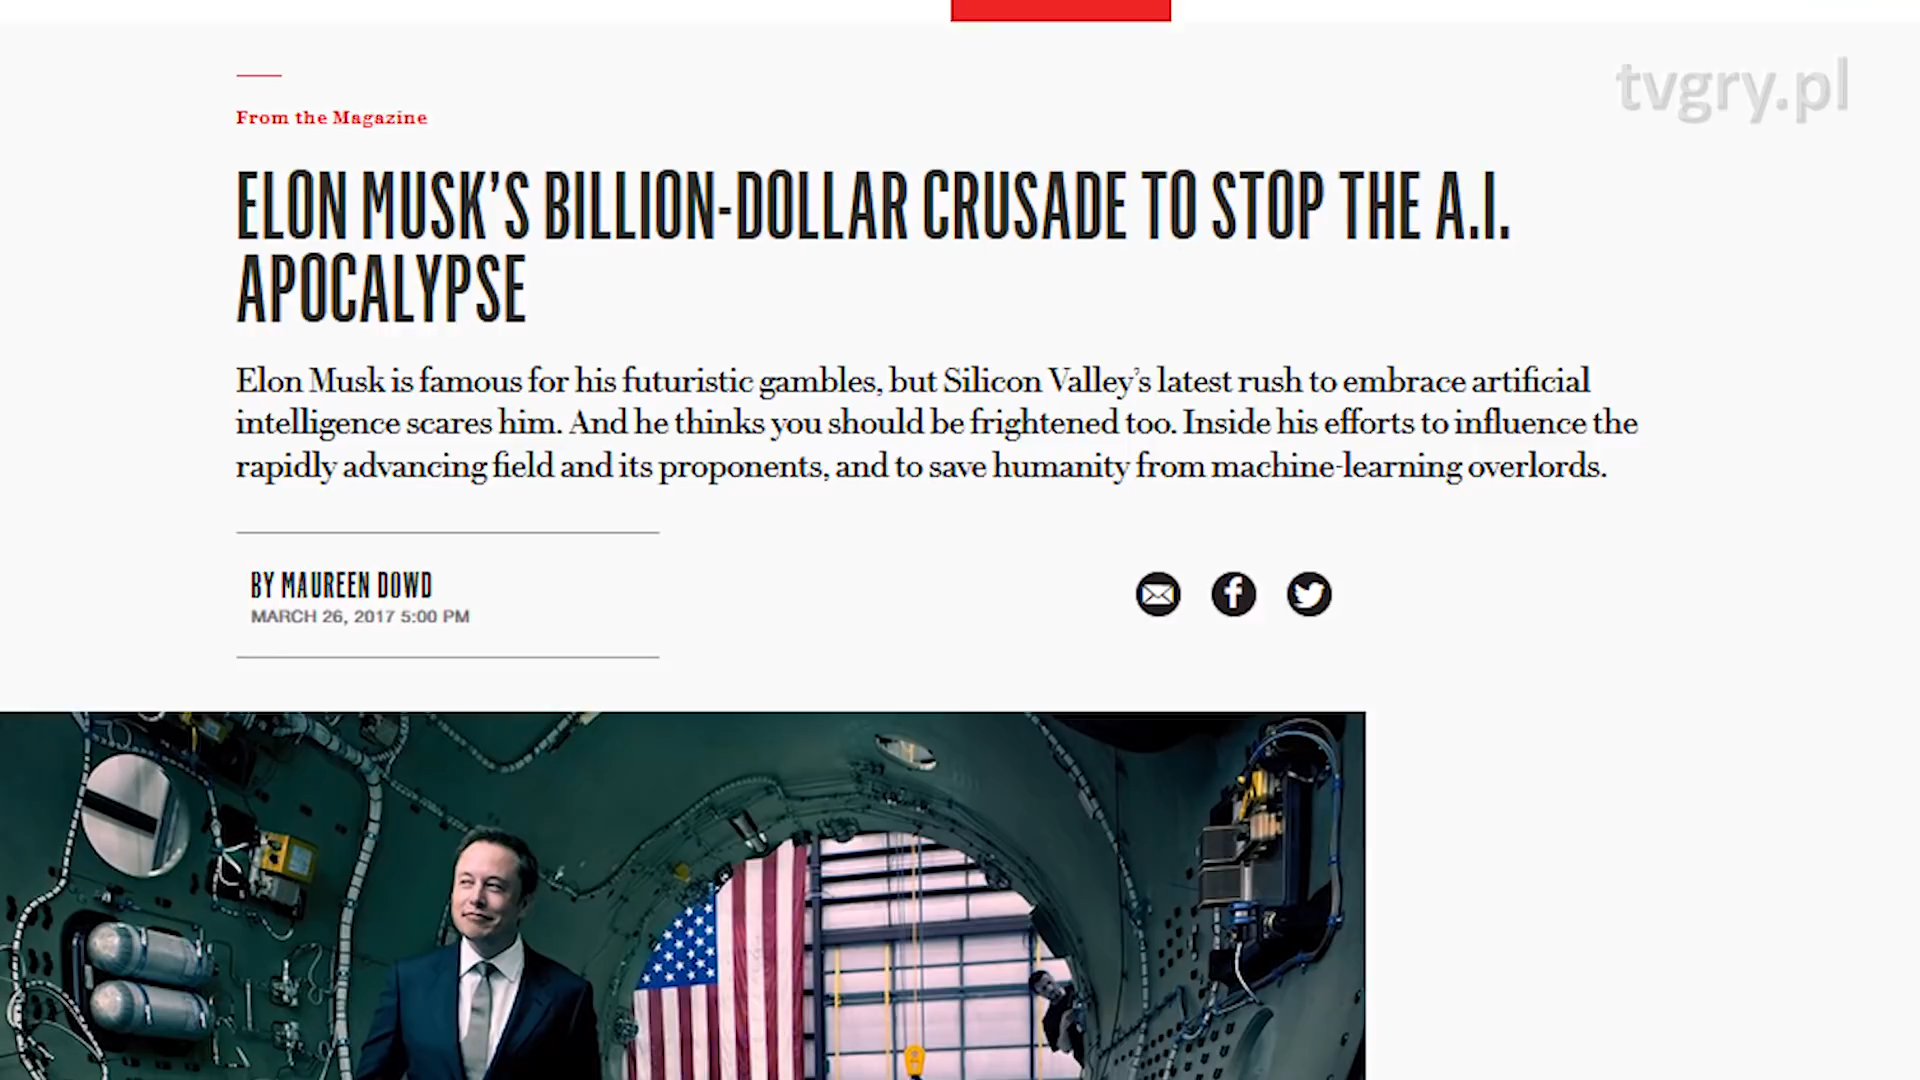 tvgry.pl
From the Magazine
ELON MUSK'S BILLION-DOLLAR CRUSADE TO STOP THE A.I.
APOCALYPSE
Elon Musk is famous for his futuristic gambles, but Silicon Valley's latest rush to embrace artificial
intelligence scares him. And he thinks you should be frightened too. Inside his efforts to influence the
rapidly advancing field and its proponents, and to save humanity from machine-learning overlords.
BY MAUREEN DOWD
MARCH 26, 2017 5:00 PM